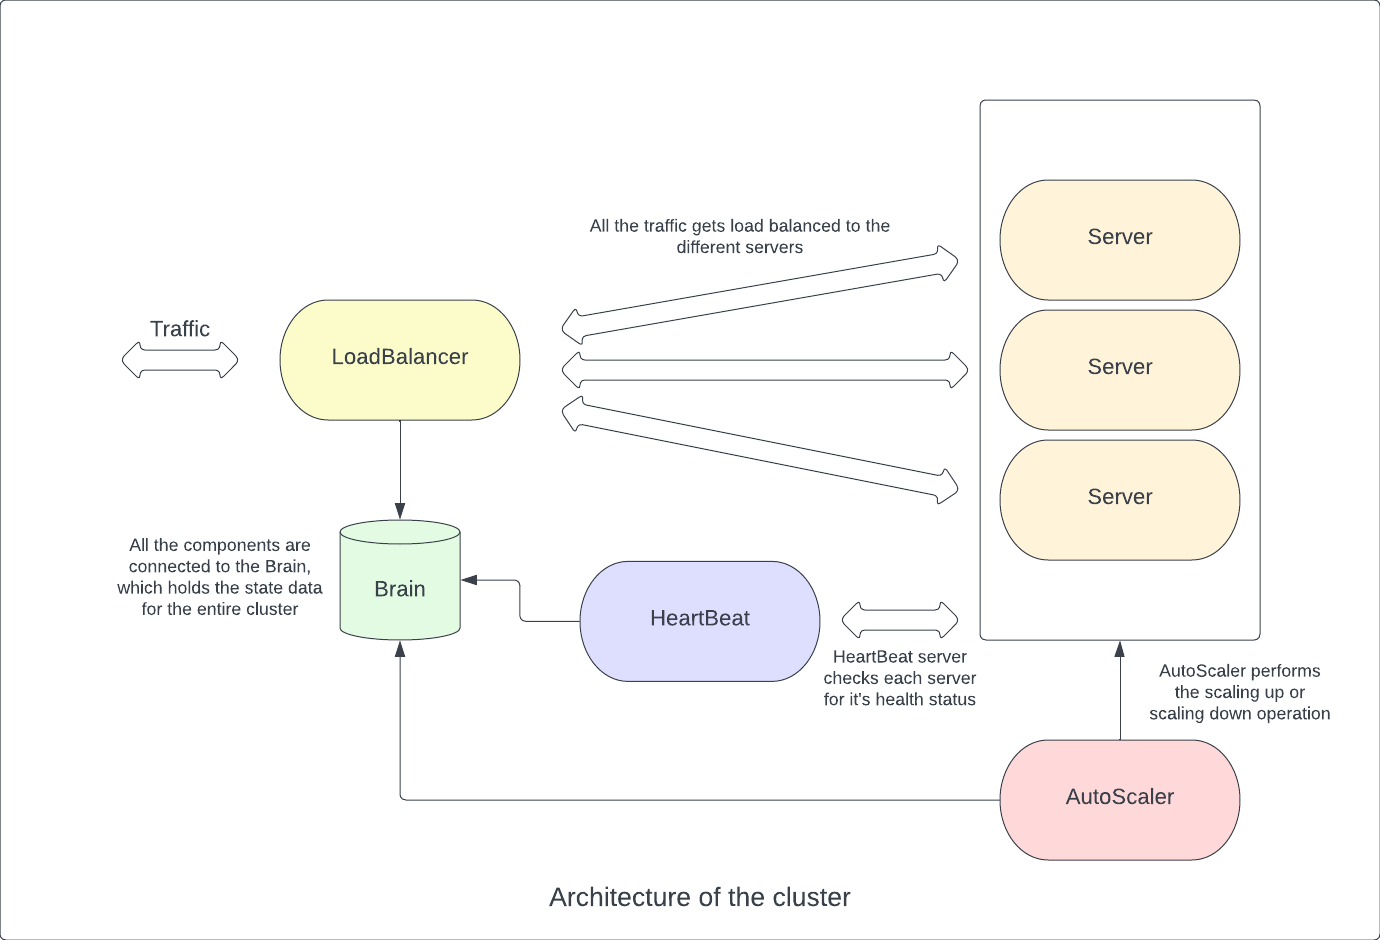 All the traffic gets load balanced to the
different servers
Server
Server
Server
Traffic
LoadBalancer
All the components are
connected to the Brain,
which holds the state data
for the entire cluster
Brain
HeartBeat
HeartBeat server
checks each server
for it's health status
AutoScaler performs
the scaling up or
scaling down operation
AutoScaler
Architecture of the cluster